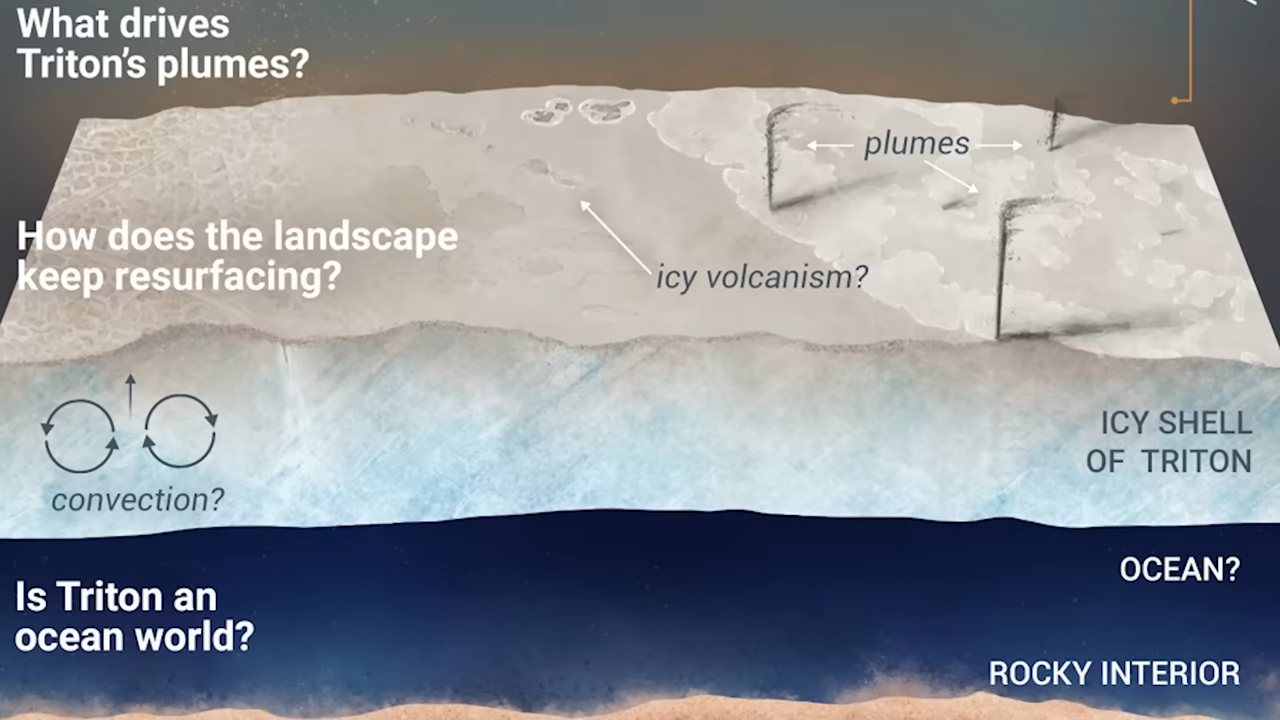 What drives
Triton's plumes?
plumes
How does the landscape
keep resurfacing?
icy volcanism?
ICY SHELL
OF TRITON
convection?
OCEAN?
Is Triton an
ocean world?
ROCKY INTERIOR